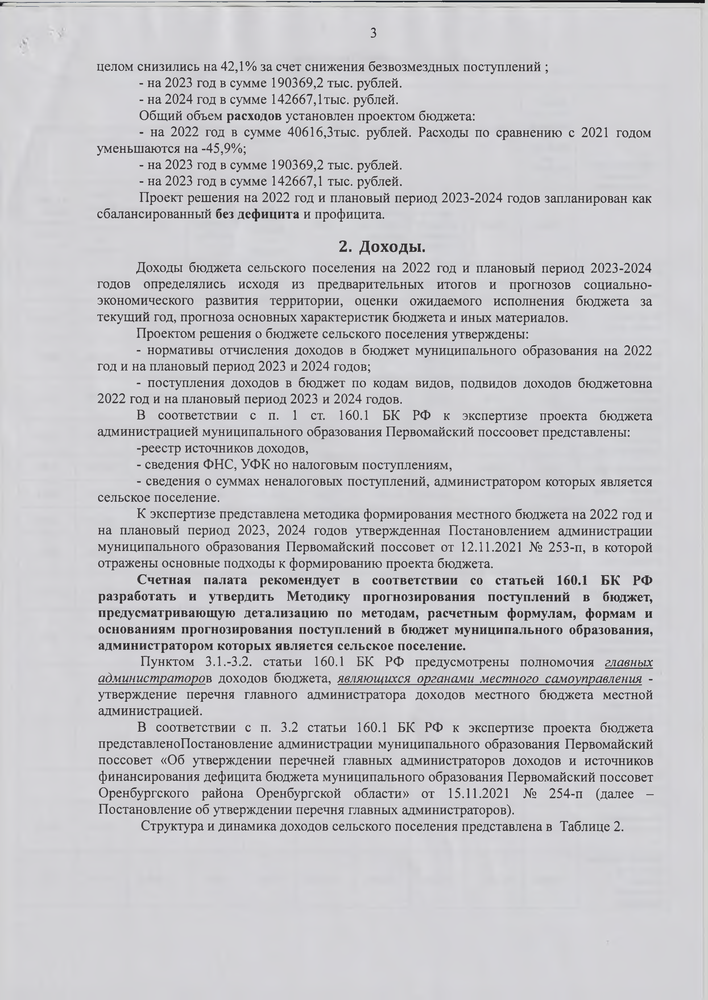 3
целом снизились на 42,1% за счет снижения безвозмездных поступлений ;
- на 2023 год в сумме 190369,2 тыс. рублей.
- на 2024 год в сумме 142667,1тыс. рублей.
Общий объем расходов установлен проектом бюджета:
- на 2022 год в сумме 40616,3тыс. рублей. Расходы по сравнению с 2021 годом
уменьшаются на -45,9%;
- на 2023 год в сумме 190369,2 тыс. рублей.
- на 2023 год в сумме 142667,1 тыс. рублей.
Проект решения на 2022 год и плановый период 2023-2024 годов запланирован как
сбалансированный без дефицита и профицита.
2. Доходы.
Доходы бюджета сельского поселения на 2022 год и плановый период 2023-2024
годов определялись исходя из предварительных итогов и прогнозов социально-
экономического развития территории, оценки ожидаемого исполнения бюджета за
текущий год, прогноза основных характеристик бюджета и иных материалов.
Проектом решения о бюджете сельского поселения утверждены:
- нормативы отчисления доходов в бюджет муниципального образования на 2022
год и на плановый период 2023 и 2024 годов;
- поступления доходов в бюджет по кодам видов, подвидов доходов бюджетовна
2022 год и на плановый период 2023 и 2024 годов.
В соответствии с п. 1 ст. 160.1 БК РФ к экспертизе проекта бюджета
администрацией муниципального образования Первомайский поссоовет представлены:
-реестр источников доходов,
- сведения ФНС, УФК но налоговым поступлениям,
- сведения о суммах неналоговых поступлений, администратором которых является
сельское поселение.
К экспертизе представлена методика формирования местного бюджета на 2022 год и
на плановый период 2023, 2024 годов утвержденная Постановлением администрации
муниципального образования Первомайский поссовет от 12.11.2021 № 253-п, в которой
отражены основные подходы к формированию проекта бюджета.
Счетная палата рекомендует в соответствии со статьей 160.1 БК РФ
разработать и утвердить Методику прогнозирования поступлений в бюджет,
предусматривающую детализацию по методам, расчетным формулам, формам и
основаниям прогнозирования поступлений в бюджет муниципального образования,
администратором которых является сельское поселение.
Пунктом 3.1.-3.2. статьи 160.1 БК РФ предусмотрены полномочия главных
администраторов доходов бюджета, являющихся органами местного самоуправления -
утверждение перечня главного администратора доходов местного бюджета местной
администрацией.
В соответствии с п. 3.2 статьи 160.1 БК РФ к экспертизе проекта бюджета
представленоПостановление администрации муниципального образования Первомайский
поссовет «Об утверждении перечней главных администраторов доходов и источников
финансирования дефицита бюджета муниципального образования Первомайский поссовет
Оренбургского района Оренбургской области» от 15.11.2021 № 254-п (далее –
Постановление об утверждении перечня главных администраторов).
Структура и динамика доходов сельского поселения представлена в Таблице 2.